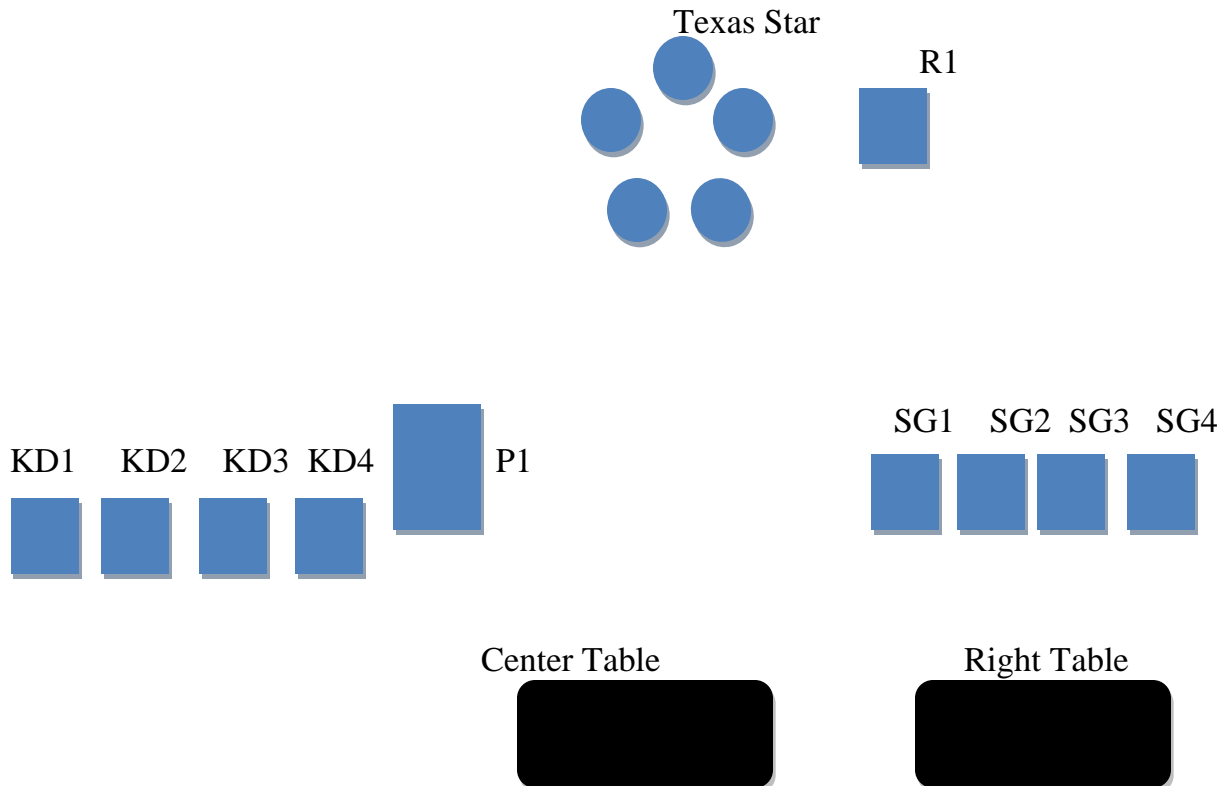 Texas Star
R1
SG1 SG2 SG3 SG4
KD1 KD2 KD3 KD4 P1
Center Table Right Table